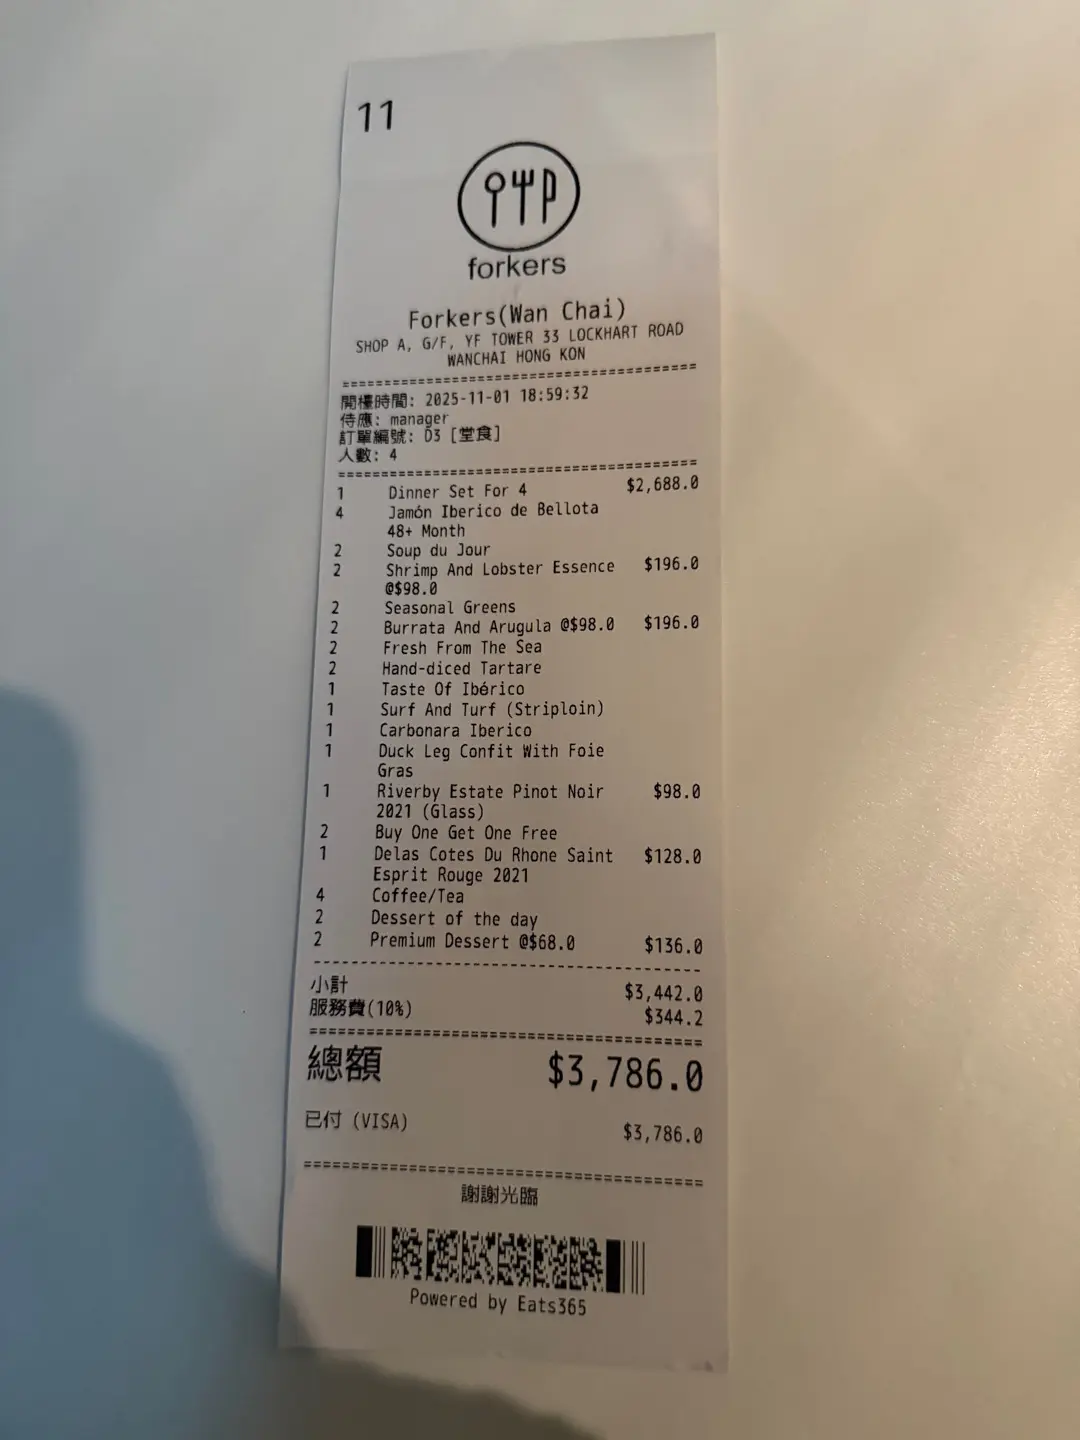 11
forkers
Forkers(Wan Chai)
SHOP A, G/F, YF TOWER 33 LOCKHART ROAD
WANCHAI HONG KON
開檯時間: 2025-11-01 18:59:32
侍應: manager
訂單編號: D3 [堂食]
人數: 4
1 Dinner Set For 4 $2,688.0
4 Jamón Iberico de Bellota
48+ Month
2 Soup du Jour
2 Shrimp And Lobster Essence $196.0
@$98.0
2 Seasonal Greens
2 Burrata And Arugula @$98.0 $196.0
2 Fresh From The Sea
2 Hand-diced Tartare
1 Taste Of Ibérico
1 Surf And Turf (Striploin)
1 Carbonara Iberico
1 Duck Leg Confit With Foie
Gras
1 Riverby Estate Pinot Noir $98.0
2021 (Glass)
2 Buy One Get One Free
1 Delas Cotes Du Rhone Saint $128.0
Esprit Rouge 2021
4 Coffee/Tea
2 Dessert of the day
2 Premium Dessert @$68.0 $136.0
小計 $3,442.0
服務費(10%) $344.2
總額 $3,786.0
已付 (VISA) $3,786.0
謝謝光臨
Powered by Eats365